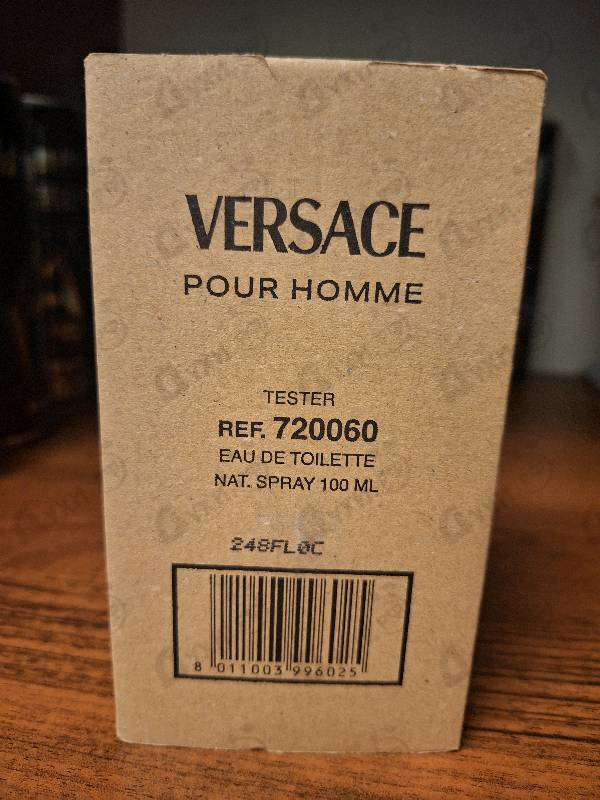 VERSACE
POUR HOMME
TESTER
REF. 720060
EAU DE TOILETTE
NAT. SPRAY 100 ML
248FL0C
8 011003 996025